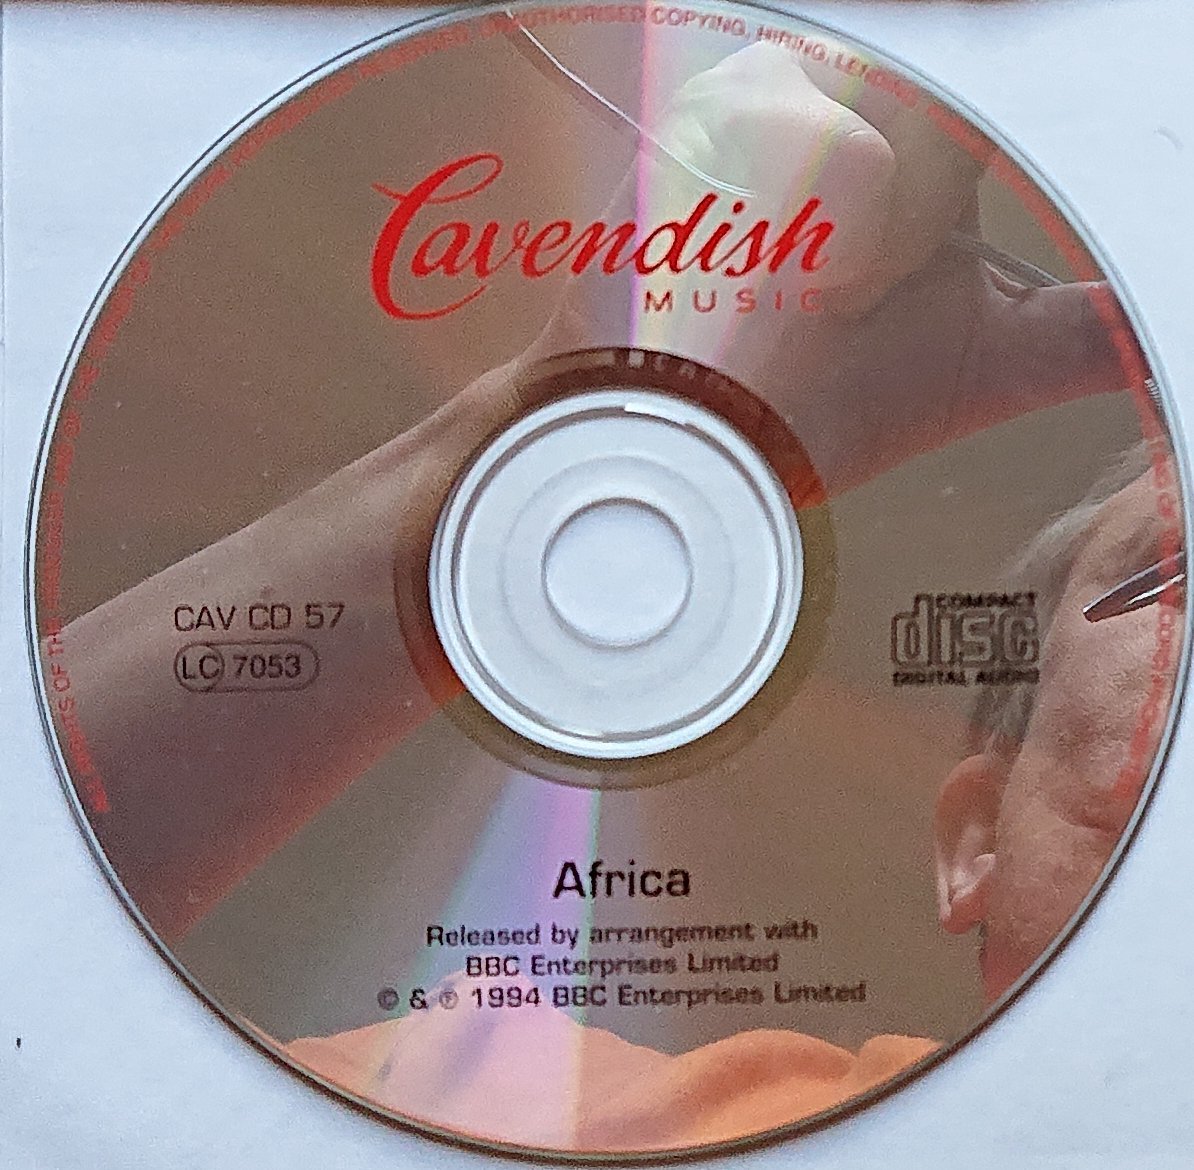 UNAUTHORISED COPYING, HIRING, LENDING
Cavendish
MUSIC
CAV CD 57
LC 7053
COMPACT
disc
DIGITAL AUDIO
Africa
Released by arrangement with
BBC Enterprises Limited
© & ℗ 1994 BBC Enterprises Limited